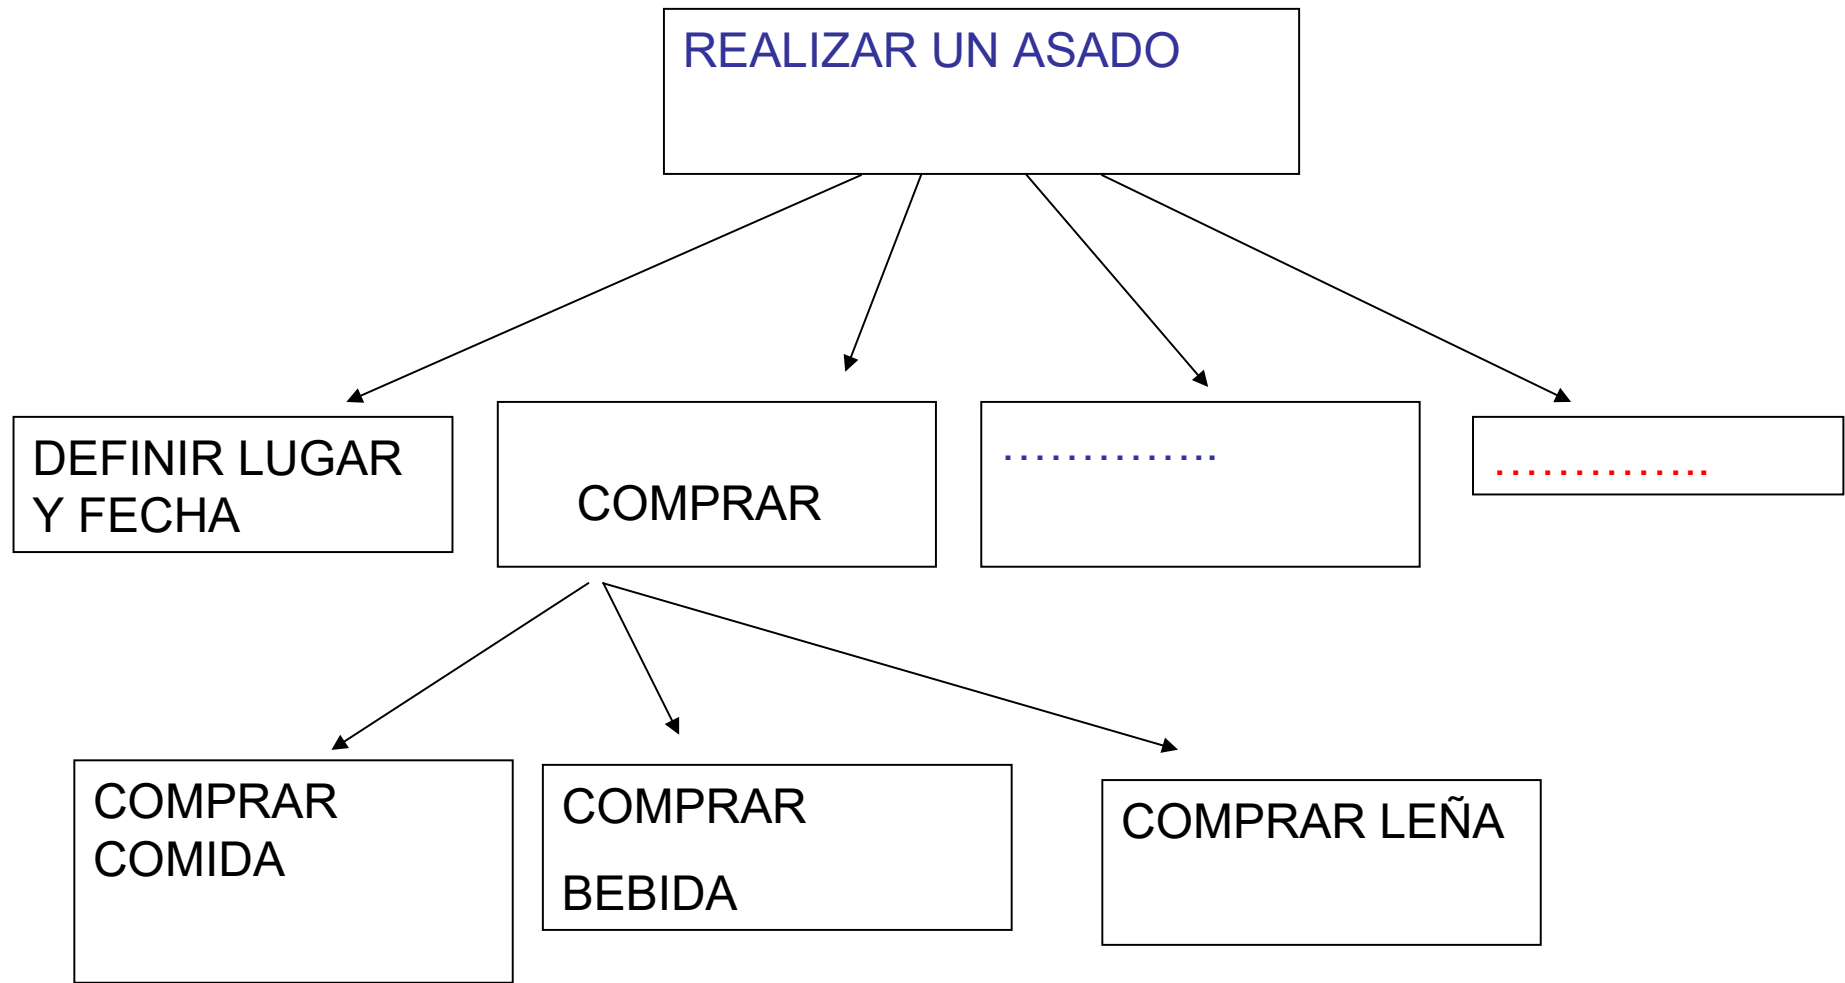 REALIZAR UN ASADO
DEFINIR LUGAR
Y FECHA
COMPRAR
..............
..............
COMPRAR
COMIDA
COMPRAR
BEBIDA
COMPRAR LEÑA